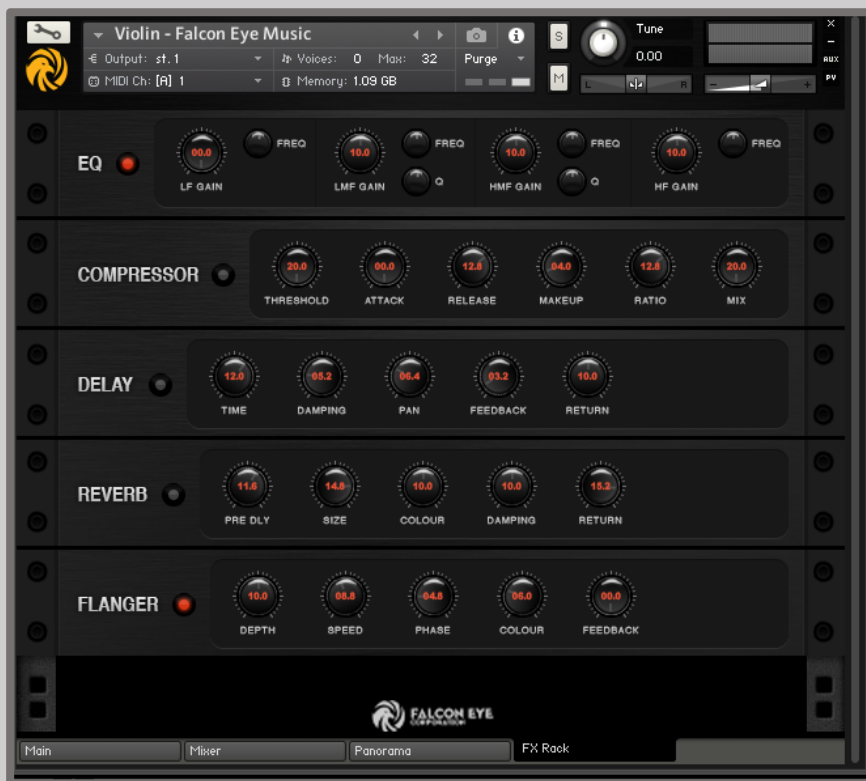 Violin - Falcon Eye Music
Output: st.1
Voices: 0 Max: 32 Purge
MIDI Ch: [A] 1
Memory: 1.09 GB
S
M
Tune
0.00
L R
- +
×
–
AUX
PV
EQ
00.0 LF GAIN FREQ
10.0 LMF GAIN FREQ Q
10.0 HMF GAIN FREQ Q
10.0 HF GAIN FREQ
COMPRESSOR
20.0 00.0 12.8 04.0 12.8 20.0
THRESHOLD ATTACK RELEASE MAKEUP RATIO MIX
DELAY
12.0 05.2 06.4 03.2 10.0
TIME DAMPING PAN FEEDBACK RETURN
REVERB
11.6 14.8 10.0 10.0 15.2
PRE DLY SIZE COLOUR DAMPING RETURN
FLANGER
10.0 08.8 04.8 06.0 00.0
DEPTH SPEED PHASE COLOUR FEEDBACK
FALCON EYE
CORPORATION
Main Mixer Panorama FX Rack